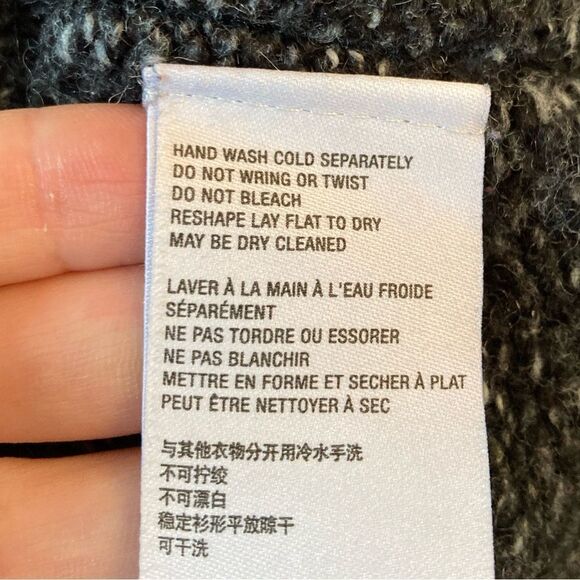 HAND WASH COLD SEPARATELY
DO NOT WRING OR TWIST
DO NOT BLEACH
RESHAPE LAY FLAT TO DRY
MAY BE DRY CLEANED
LAVER À LA MAIN À L'EAU FROIDE
SÉPARÉMENT
NE PAS TORDRE OU ESSORER
NE PAS BLANCHIR
METTRE EN FORME ET SECHER À PLAT
PEUT ÊTRE NETTOYER À SEC
与其他衣物分开用冷水手洗
不可拧绞
不可漂白
稳定衫形平放晾干
可干洗